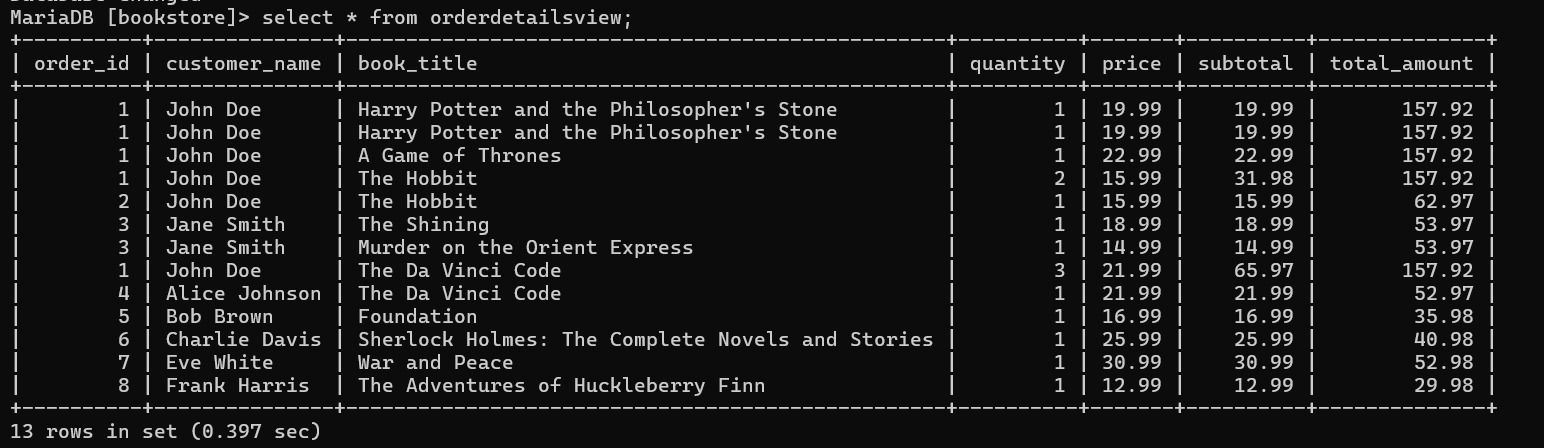 MariaDB [bookstore]> select * from orderdetailsview;
+----------+---------------+--------------------------------------------------+----------+-------+----------+--------------+
| order_id | customer_name | book_title                                       | quantity | price | subtotal | total_amount |
+----------+---------------+--------------------------------------------------+----------+-------+----------+--------------+
|        1 | John Doe      | Harry Potter and the Philosopher's Stone         |        1 | 19.99 |    19.99 |       157.92 |
|        1 | John Doe      | Harry Potter and the Philosopher's Stone         |        1 | 19.99 |    19.99 |       157.92 |
|        1 | John Doe      | A Game of Thrones                                |        1 | 22.99 |    22.99 |       157.92 |
|        1 | John Doe      | The Hobbit                                       |        2 | 15.99 |    31.98 |       157.92 |
|        2 | John Doe      | The Hobbit                                       |        1 | 15.99 |    15.99 |        62.97 |
|        3 | Jane Smith    | The Shining                                      |        1 | 18.99 |    18.99 |        53.97 |
|        3 | Jane Smith    | Murder on the Orient Express                     |        1 | 14.99 |    14.99 |        53.97 |
|        1 | John Doe      | The Da Vinci Code                                |        3 | 21.99 |    65.97 |       157.92 |
|        4 | Alice Johnson | The Da Vinci Code                                |        1 | 21.99 |    21.99 |        52.97 |
|        5 | Bob Brown     | Foundation                                       |        1 | 16.99 |    16.99 |        35.98 |
|        6 | Charlie Davis | Sherlock Holmes: The Complete Novels and Stories |        1 | 25.99 |    25.99 |        40.98 |
|        7 | Eve White     | War and Peace                                    |        1 | 30.99 |    30.99 |        52.98 |
|        8 | Frank Harris  | The Adventures of Huckleberry Finn               |        1 | 12.99 |    12.99 |        29.98 |
+----------+---------------+--------------------------------------------------+----------+-------+----------+--------------+
13 rows in set (0.397 sec)